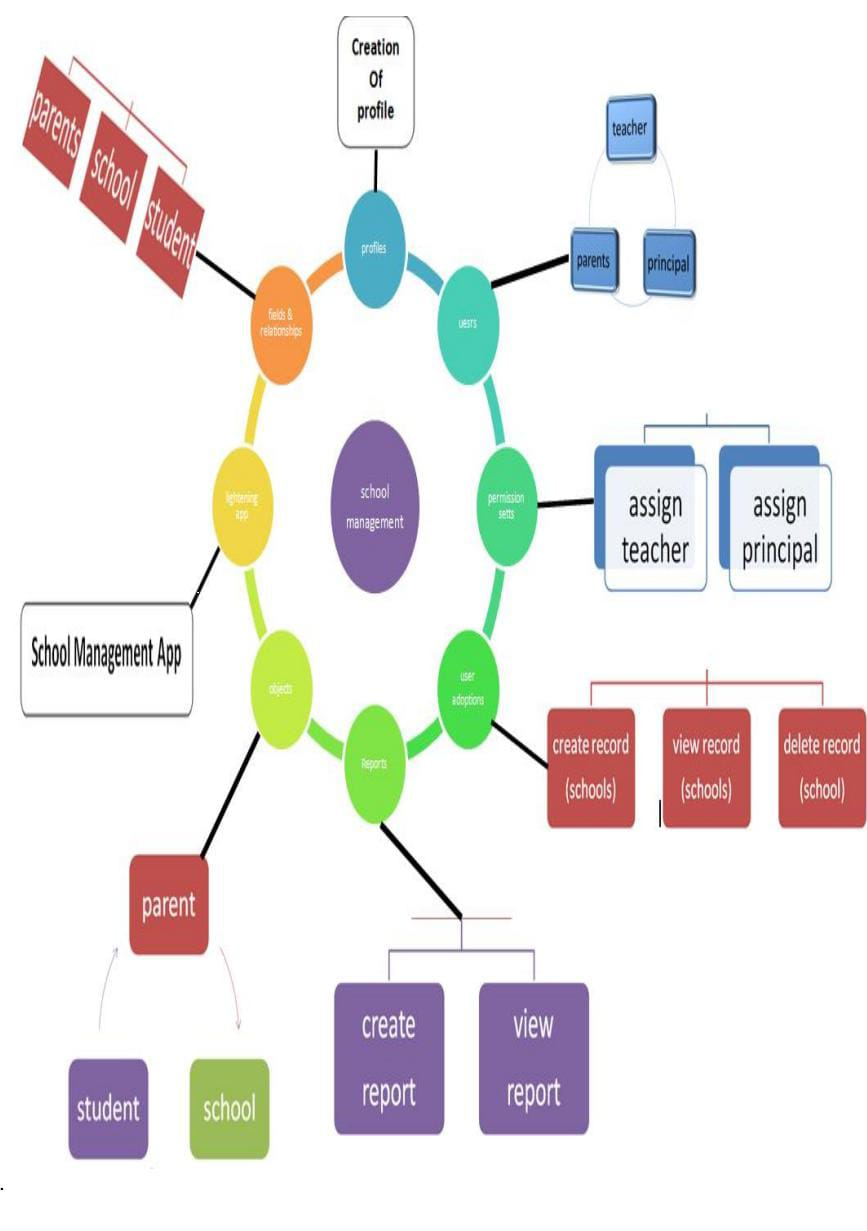 Creation
Of
profile
parents
school
student
teacher
parents
principal
profiles
fields &
relationships
uesrs
lightening
app
school
management
permission
setts
assign
teacher
assign
principal
School Management App
objects
user
adoptions
Reports
create record
(schools)
view record
(schools)
delete record
(school)
parent
student
school
create
report
view
report
.